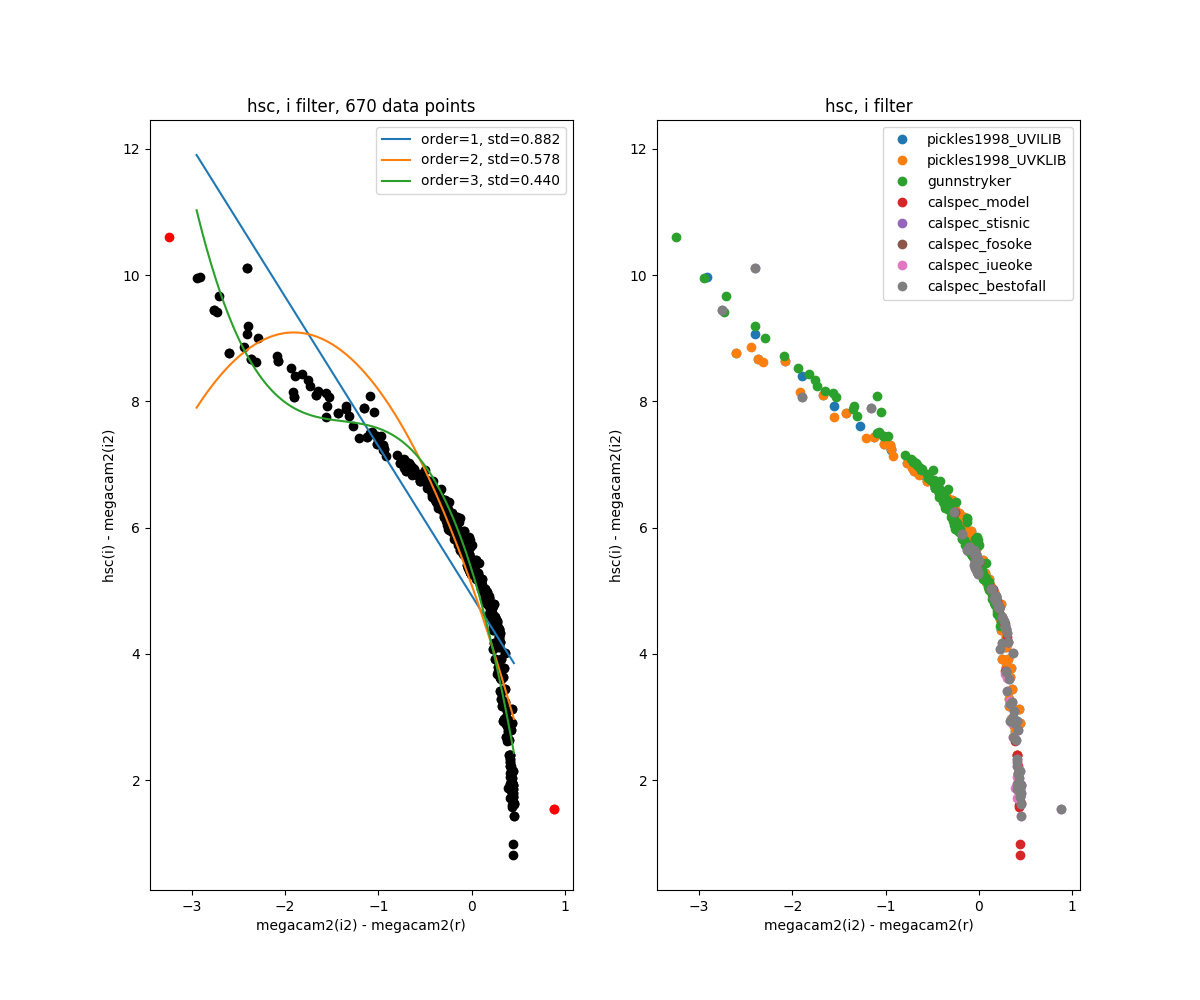 hsc, i filter, 670 data points
order=1, std=0.882
order=2, std=0.578
order=3, std=0.440
12
10
8
6
4
2
hsc(i) - megacam2(i2)
−3
−2
−1
0
1
megacam2(i2) - megacam2(r)
hsc, i filter
pickles1998_UVILIB
pickles1998_UVKLIB
gunnstryker
calspec_model
calspec_stisnic
calspec_fosoke
calspec_iueoke
calspec_bestofall
12
10
8
6
4
2
hsc(i) - megacam2(i2)
−3
−2
−1
0
1
megacam2(i2) - megacam2(r)